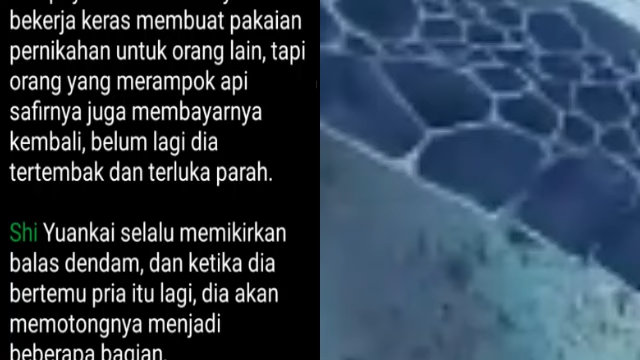 bekerja keras membuat pakaian
pernikahan untuk orang lain, tapi
orang yang merampok api
safirnya juga membayarnya
kembali, belum lagi dia
tertembak dan terluka parah.
Shi Yuankai selalu memikirkan
balas dendam, dan ketika dia
bertemu pria itu lagi, dia akan
memotongnya menjadi
beberapa bagian.